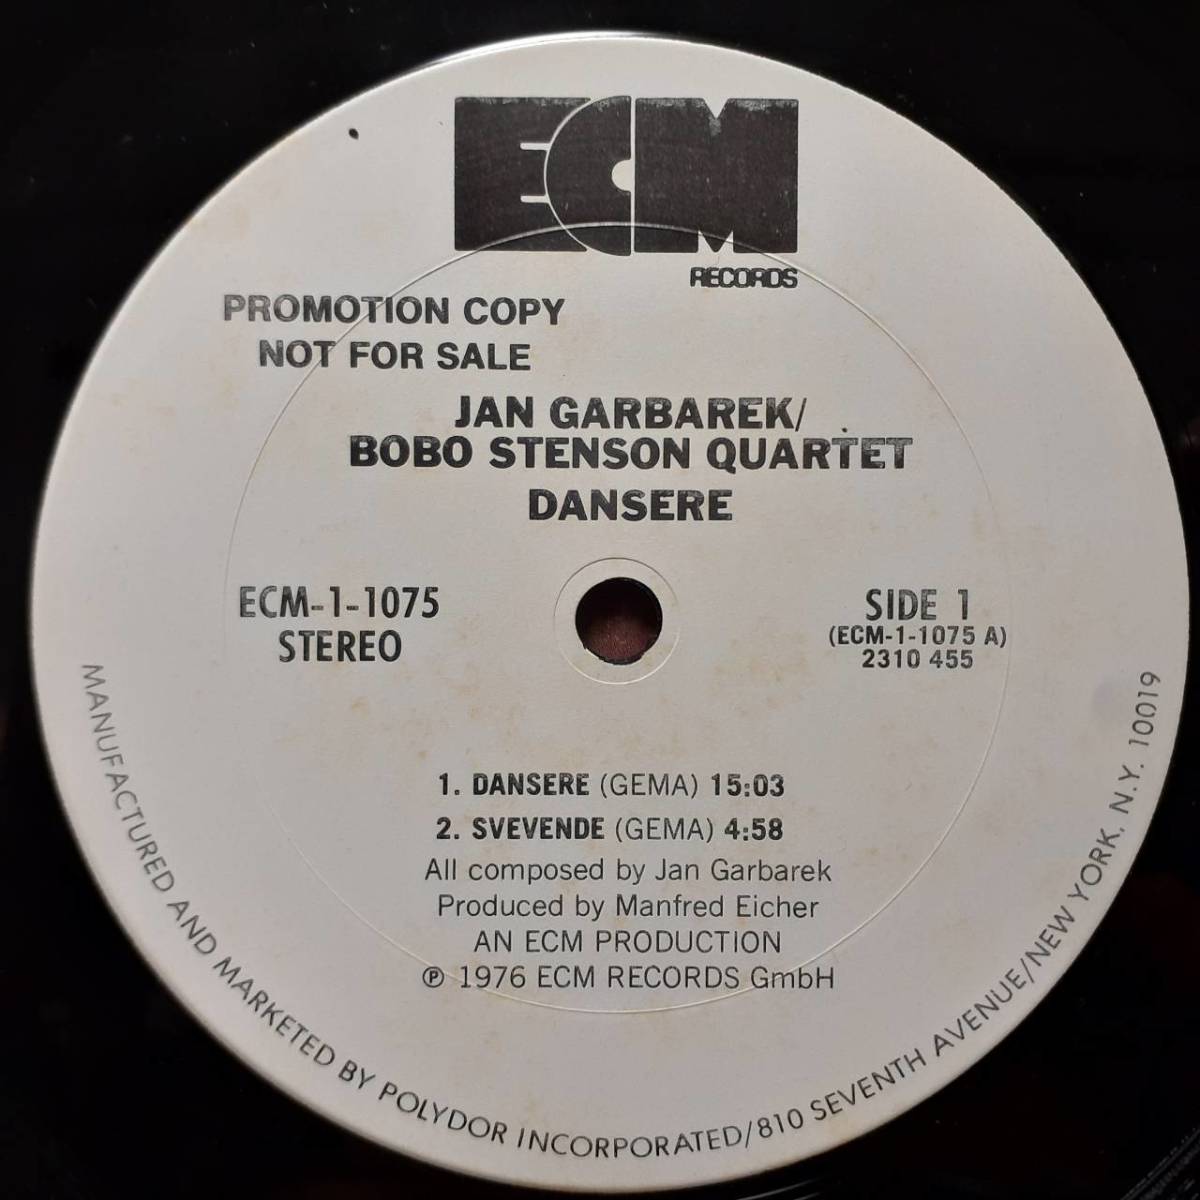 ECM
RECORDS
PROMOTION COPY
NOT FOR SALE
JAN GARBAREK/
BOBO STENSON QUARTET
DANSERE
ECM-1-1075
STEREO
SIDE 1
(ECM-1-1075 A)
2310 455
1. DANSERE (GEMA) 15:03
2. SVEVENDE (GEMA) 4:58
All composed by Jan Garbarek
Produced by Manfred Eicher
AN ECM PRODUCTION
℗ 1976 ECM RECORDS GmbH
MANUFACTURED AND MARKETED BY POLYDOR INCORPORATED/810 SEVENTH AVENUE/NEW YORK, N.Y. 10019